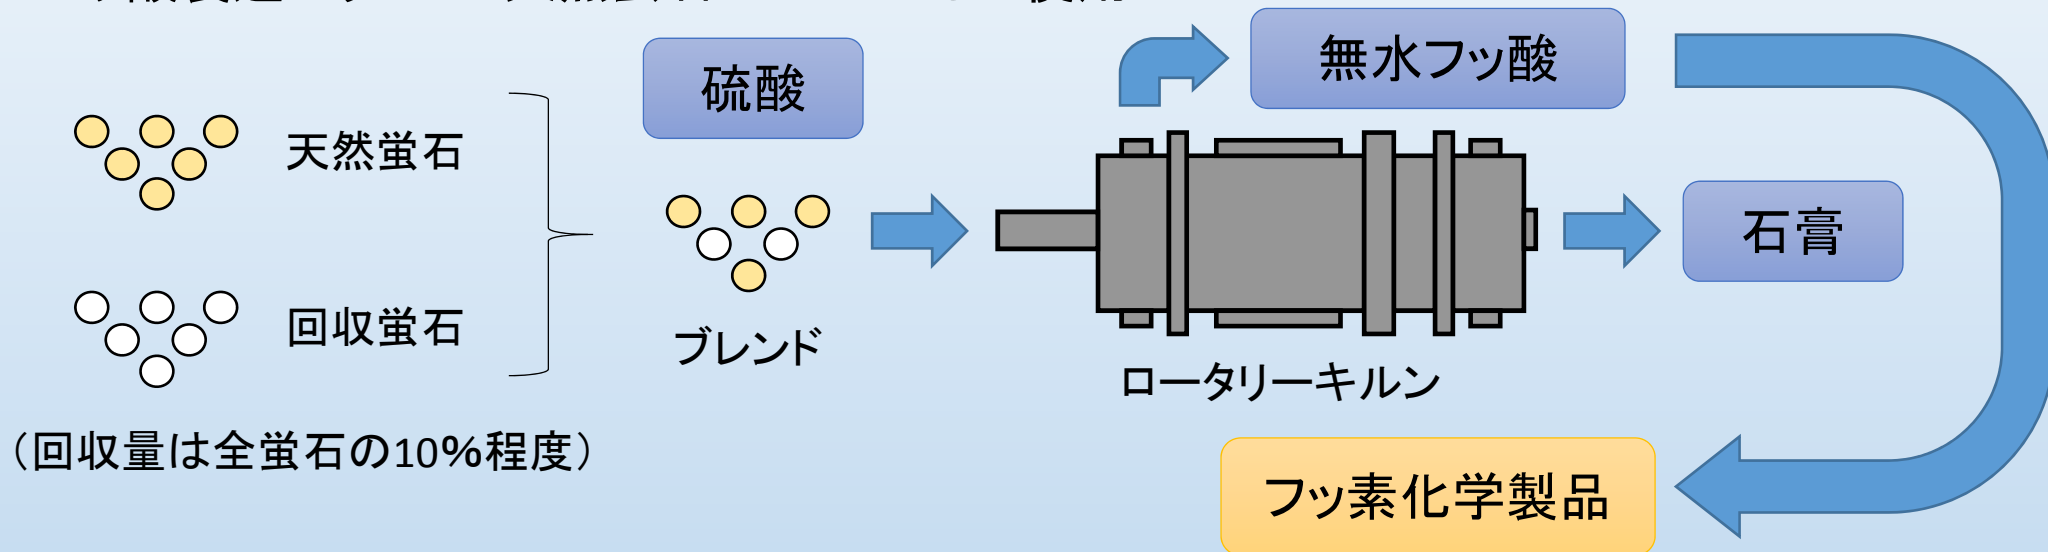 硫酸
無水フッ酸
天然蛍石
石膏
回収蛍石
ブレンド
ロータリーキルン
（回収量は全蛍石の10%程度）
フッ素化学製品